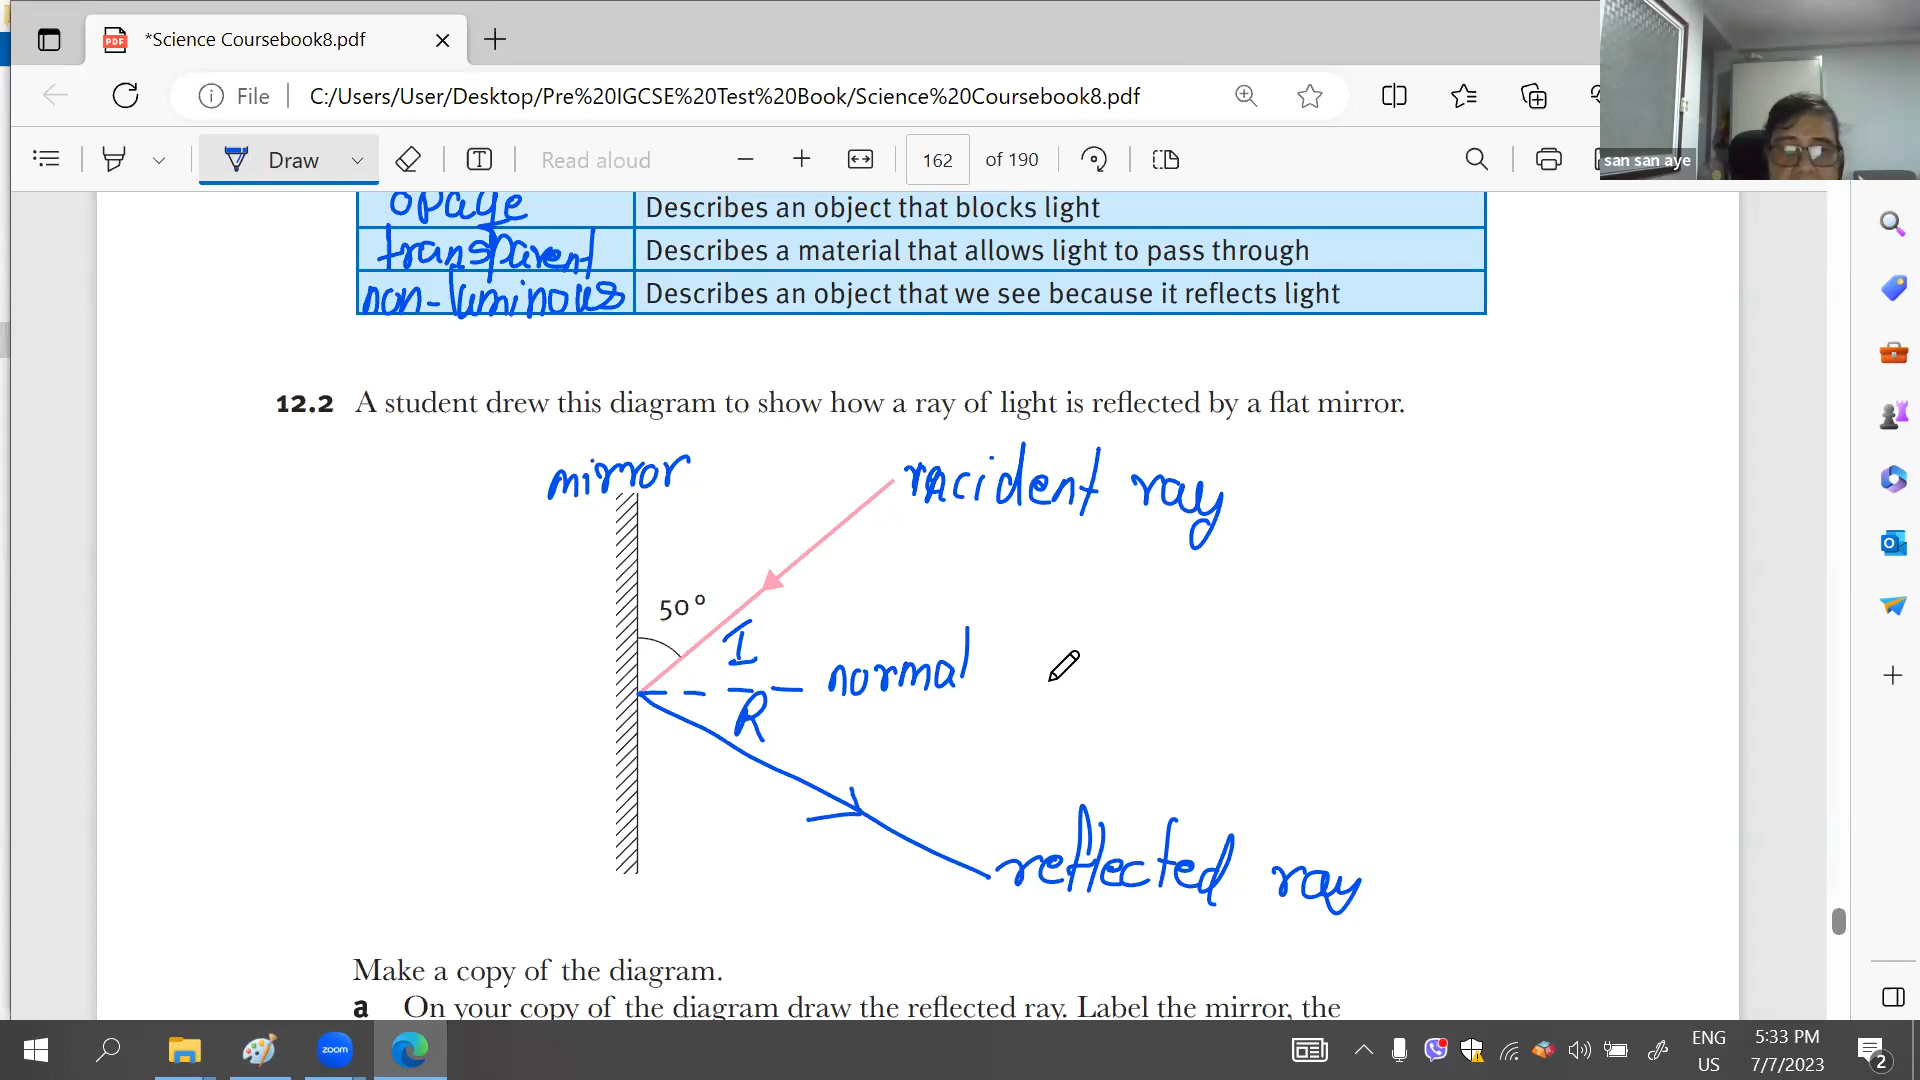 *Science Coursebook8.pdf
File
C:/Users/User/Desktop/Pre%20IGCSE%20Test%20Book/Science%20Coursebook8.pdf
Draw
Read aloud
162
of 190
san san aye
opaqe Describes an object that blocks light
transparent Describes a material that allows light to pass through
non-luminous Describes an object that we see because it reflects light
12.2 A student drew this diagram to show how a ray of light is reflected by a flat mirror.
mirror
incident ray
50°
I
normal
R
reflected ray
Make a copy of the diagram.
a On your copy of the diagram draw the reflected ray. Label the mirror, the
zoom
ENG
US
5:33 PM
7/7/2023
2